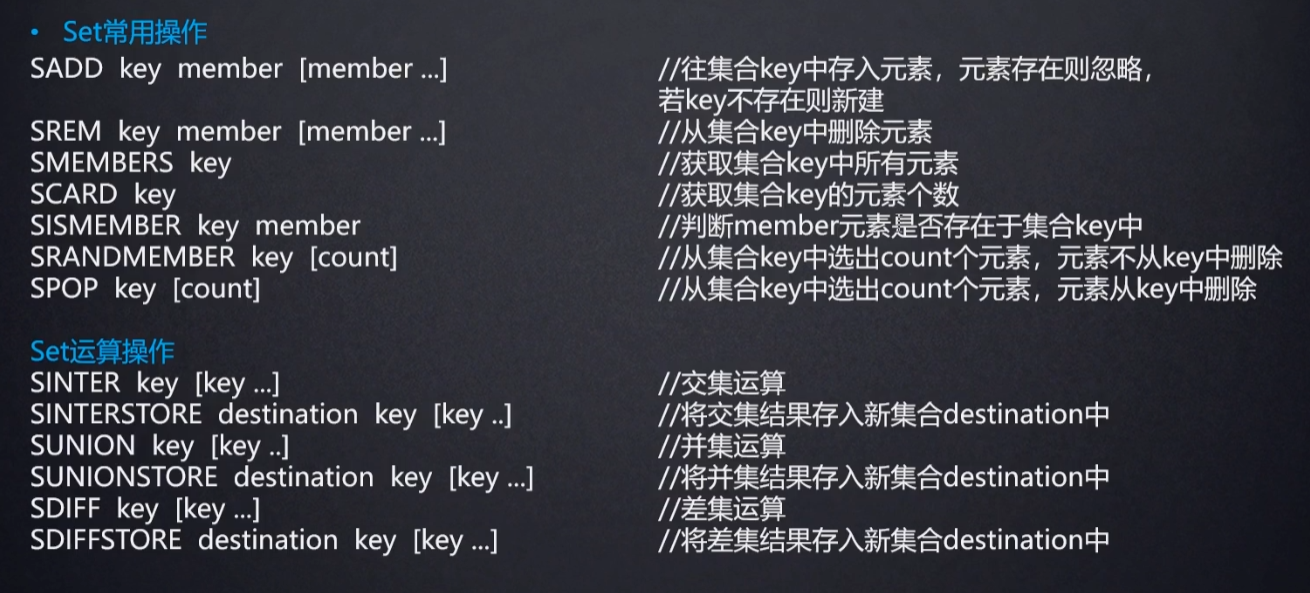 • Set常用操作
SADD key member [member ...] //往集合key中存入元素，元素存在则忽略，
若key不存在则新建
SREM key member [member ...] //从集合key中删除元素
SMEMBERS key //获取集合key中所有元素
SCARD key //获取集合key的元素个数
SISMEMBER key member //判断member元素是否存在于集合key中
SRANDMEMBER key [count] //从集合key中选出count个元素，元素不从key中删除
SPOP key [count] //从集合key中选出count个元素，元素从key中删除
Set运算操作
SINTER key [key ...] //交集运算
SINTERSTORE destination key [key ..] //将交集结果存入新集合destination中
SUNION key [key ..] //并集运算
SUNIONSTORE destination key [key ...] //将并集结果存入新集合destination中
SDIFF key [key ...] //差集运算
SDIFFSTORE destination key [key ...] //将差集结果存入新集合destination中